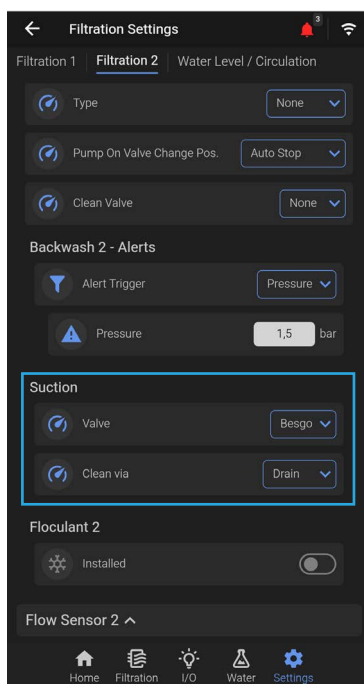 Filtration Settings
3
Filtration 1 Filtration 2 Water Level / Circulation
Type None
Pump On Valve Change Pos. Auto Stop
Clean Valve None
Backwash 2 - Alerts
Alert Trigger Pressure
Pressure 1,5 bar
Suction
Valve Besgo
Clean via Drain
Floculant 2
Installed
Flow Sensor 2
Home Filtration I/O Water Settings